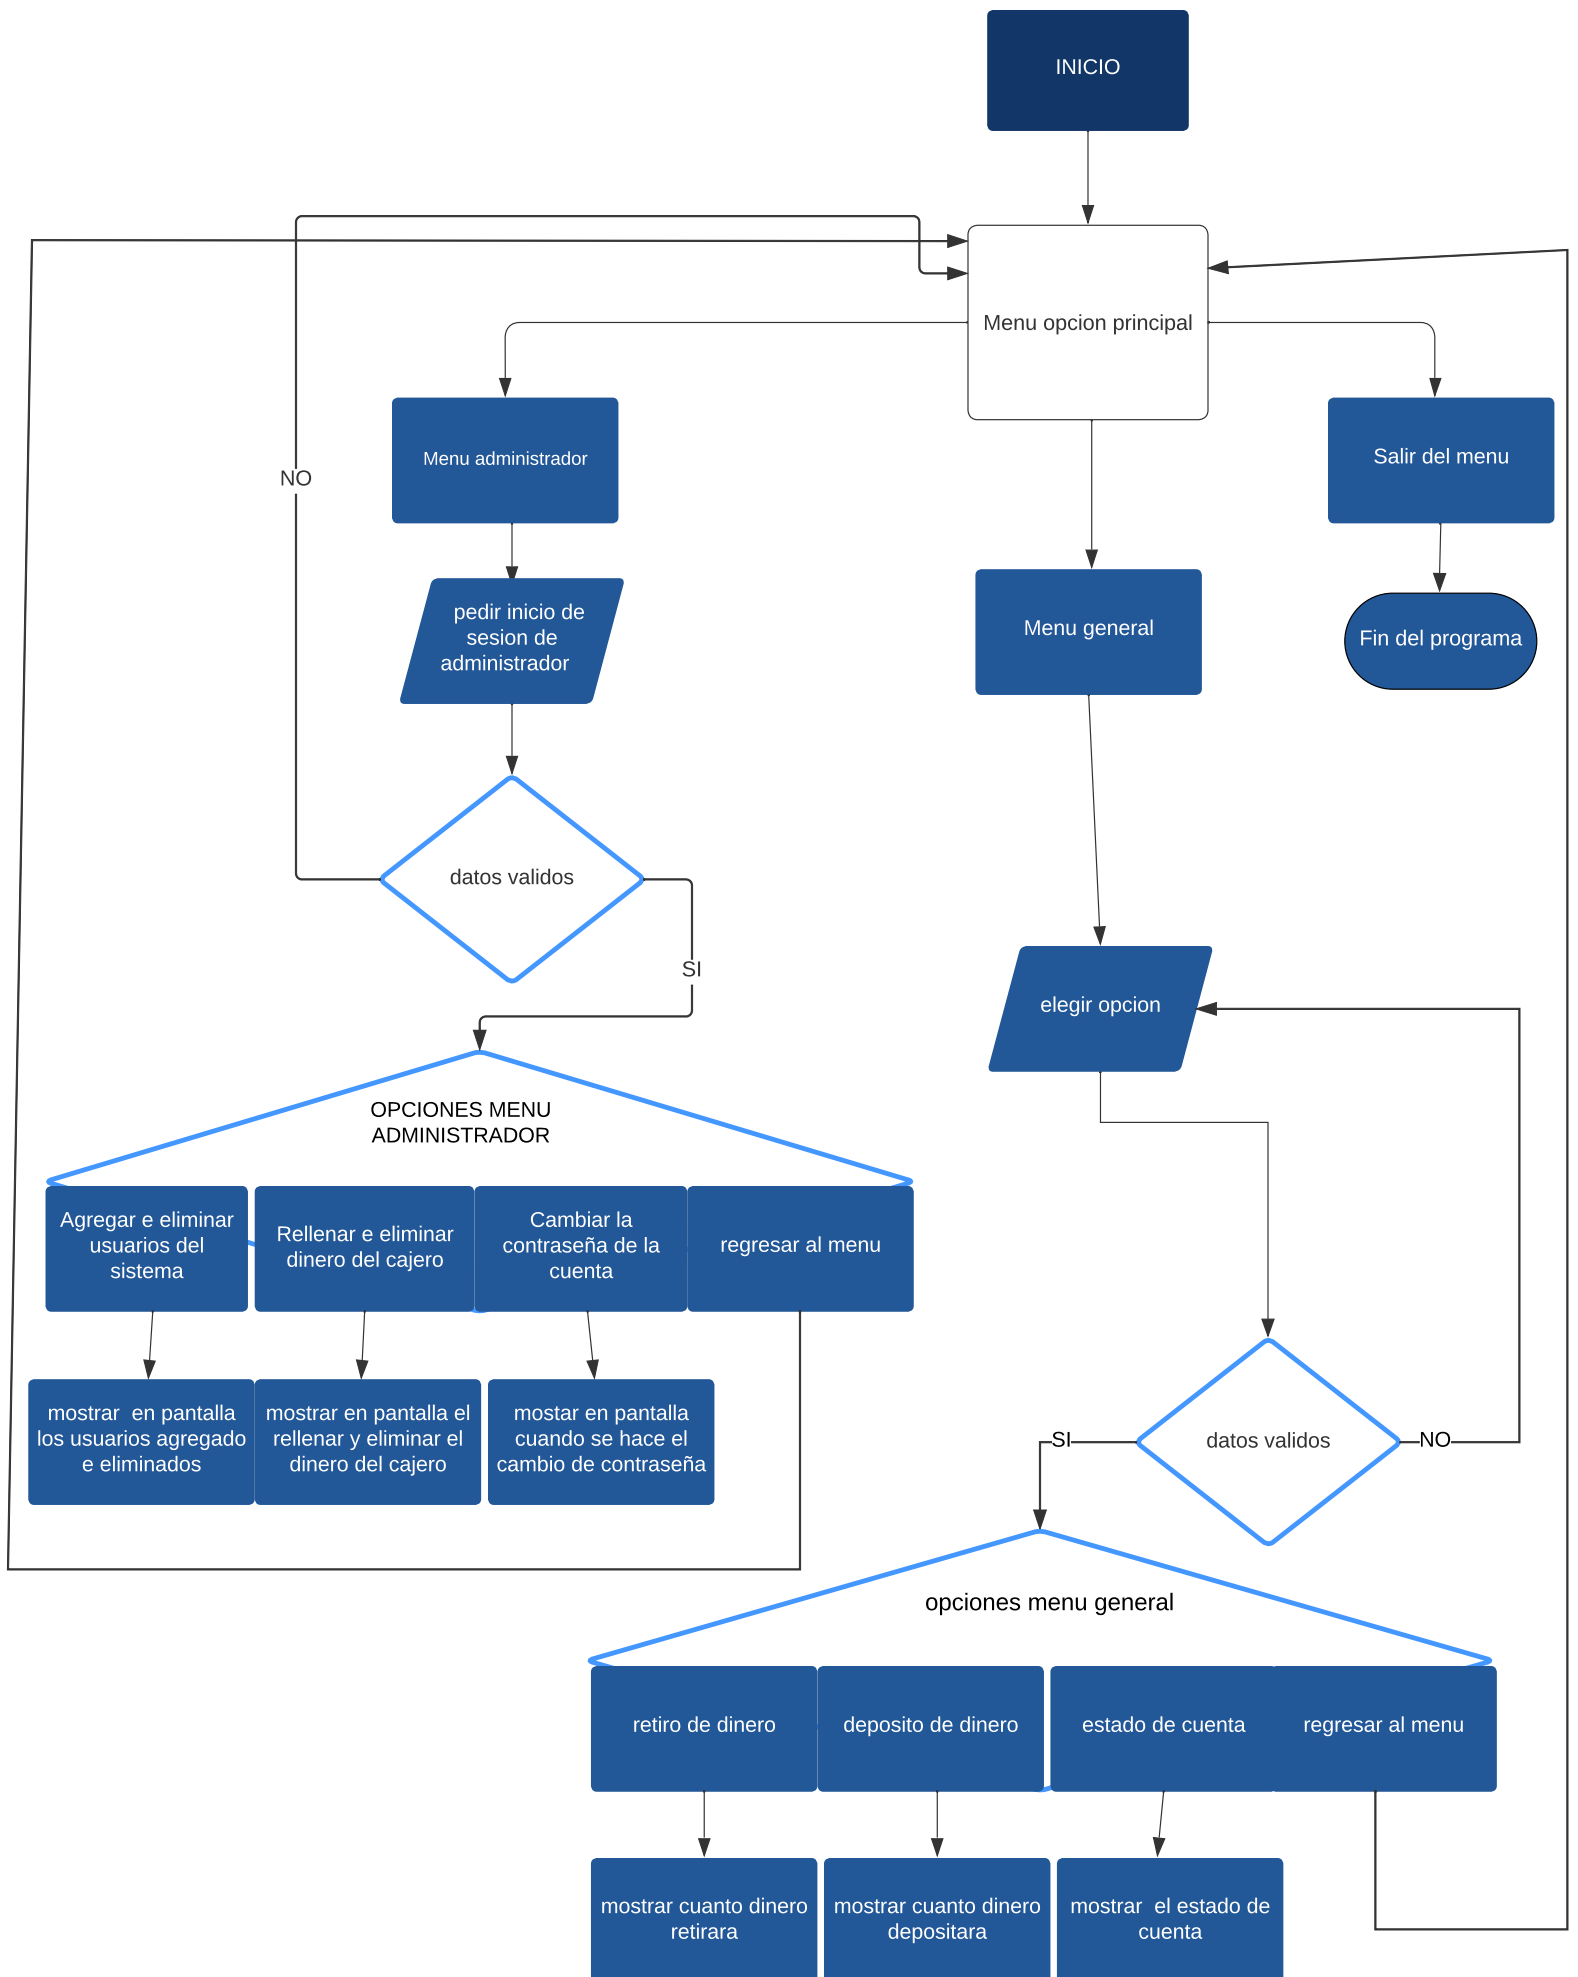 INICIO
Menu opcion principal
Menu administrador
Salir del menu
NO
pedir inicio de
sesion de
administrador
Menu general
Fin del programa
datos validos
SI
elegir opcion
OPCIONES MENU
ADMINISTRADOR
Agregar e eliminar
usuarios del
sistema
Rellenar e eliminar
dinero del cajero
Cambiar la
contraseña de la
cuenta
regresar al menu
mostrar  en pantalla
los usuarios agregado
e eliminados
mostrar en pantalla el
rellenar y eliminar el
dinero del cajero
mostar en pantalla
cuando se hace el
cambio de contraseña
SI
datos validos
NO
opciones menu general
retiro de dinero
deposito de dinero
estado de cuenta
regresar al menu
mostrar cuanto dinero
retirara
mostrar cuanto dinero
depositara
mostrar  el estado de
cuenta